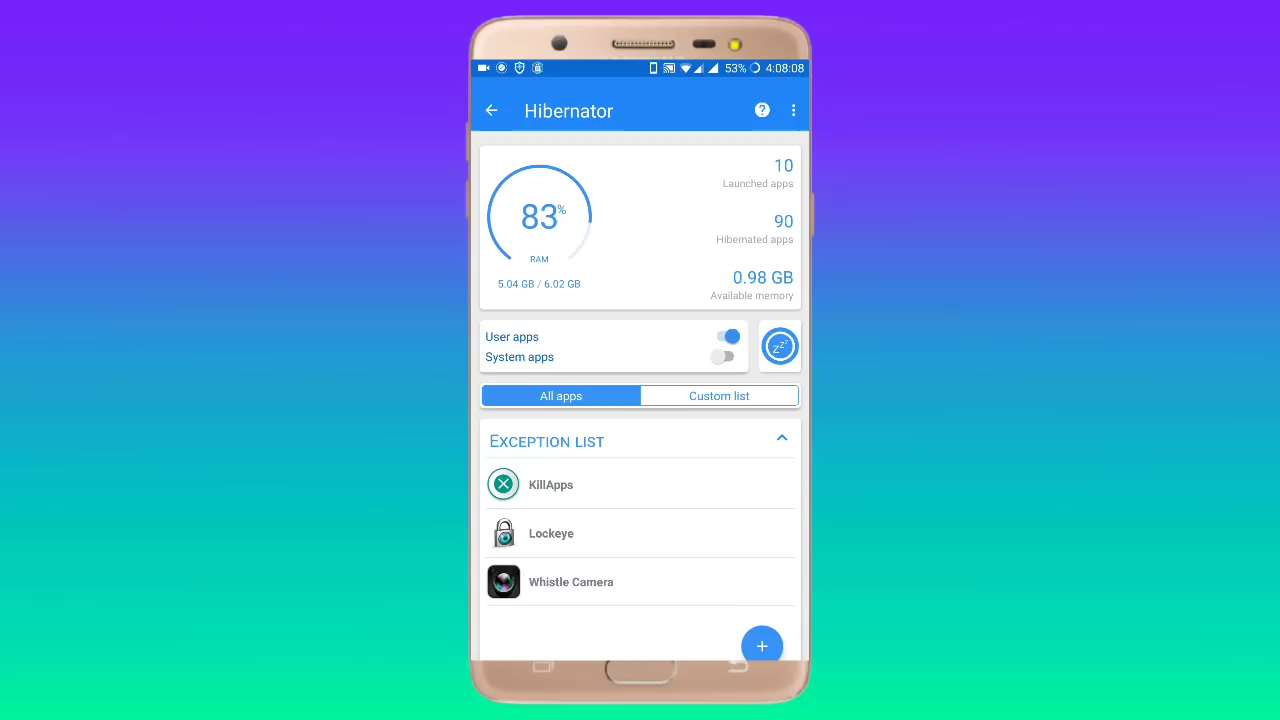 53% 4:08:08
Hibernator
83%
RAM
5.04 GB / 6.02 GB
10
Launched apps
90
Hibernated apps
0.98 GB
Available memory
User apps
System apps
zzz
All apps
Custom list
EXCEPTION LIST
KillApps
Lockeye
Whistle Camera